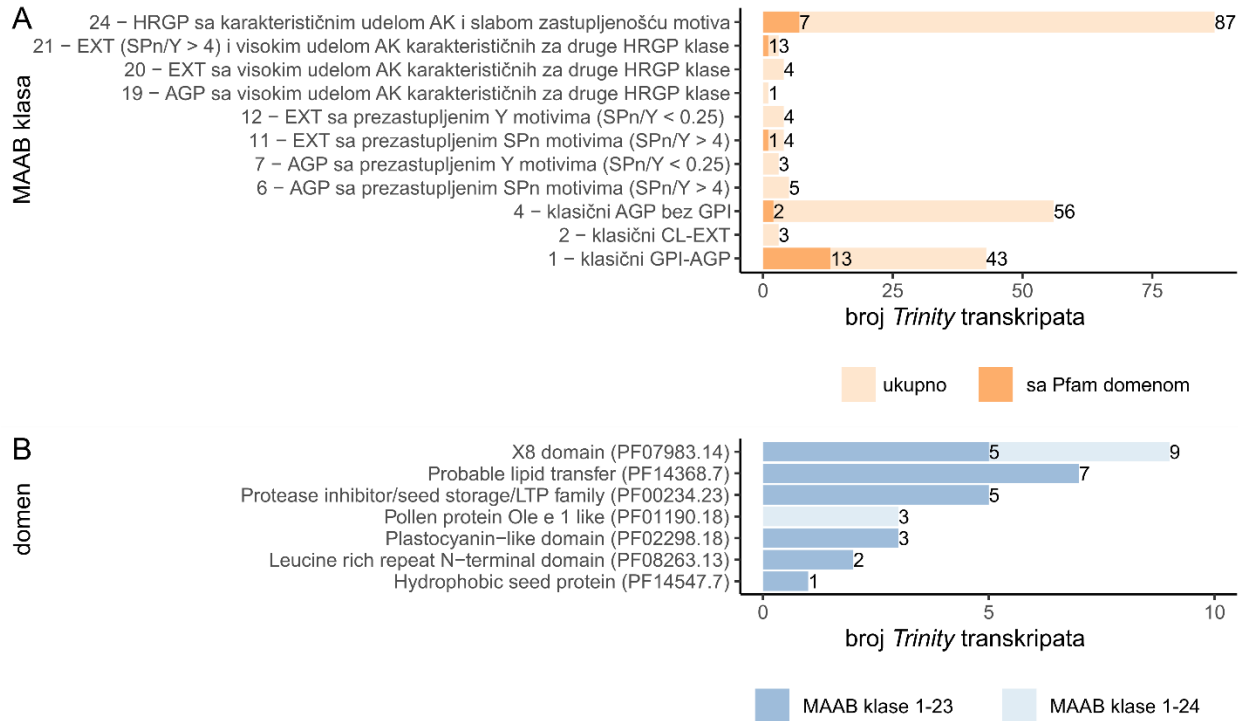 A
MAAB klasa
24 − HRGP sa karakterističnim udelom AK i slabom zastupljenošću motiva 7 87
21 − EXT (SPn/Y > 4) i visokim udelom AK karakterističnih za druge HRGP klase 1 3
20 − EXT sa visokim udelom AK karakterističnih za druge HRGP klase 4
19 − AGP sa visokim udelom AK karakterističnih za druge HRGP klase 1
12 − EXT sa prezastupljenim Y motivima (SPn/Y < 0.25) 4
11 − EXT sa prezastupljenim SPn motivima (SPn/Y > 4) 1 4
7 − AGP sa prezastupljenim Y motivima (SPn/Y < 0.25) 3
6 − AGP sa prezastupljenim SPn motivima (SPn/Y > 4) 5
4 − klasični AGP bez GPI 2 56
2 − klasični CL-EXT 3
1 − klasični GPI-AGP 13 43
0 25 50 75
broj Trinity transkripata
ukupno sa Pfam domenom
B
domen
X8 domain (PF07983.14) 5 9
Probable lipid transfer (PF14368.7) 7
Protease inhibitor/seed storage/LTP family (PF00234.23) 5
Pollen protein Ole e 1 like (PF01190.18) 3
Plastocyanin−like domain (PF02298.18) 3
Leucine rich repeat N−terminal domain (PF08263.13) 2
Hydrophobic seed protein (PF14547.7) 1
0 5 10
broj Trinity transkripata
MAAB klase 1-23 MAAB klase 1-24